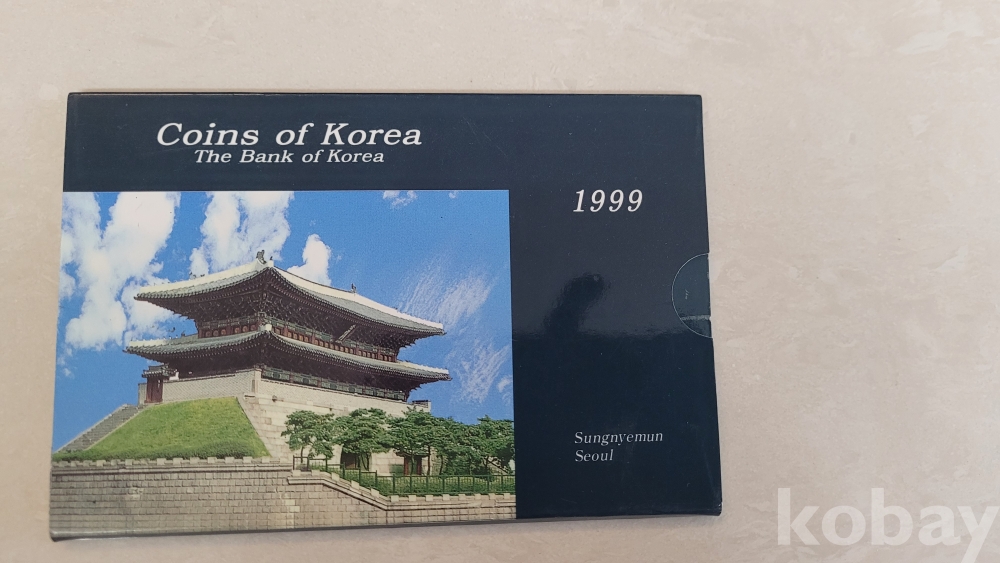 Coins of Korea
The Bank of Korea
1999
Sungnyemun
Seoul
kobay